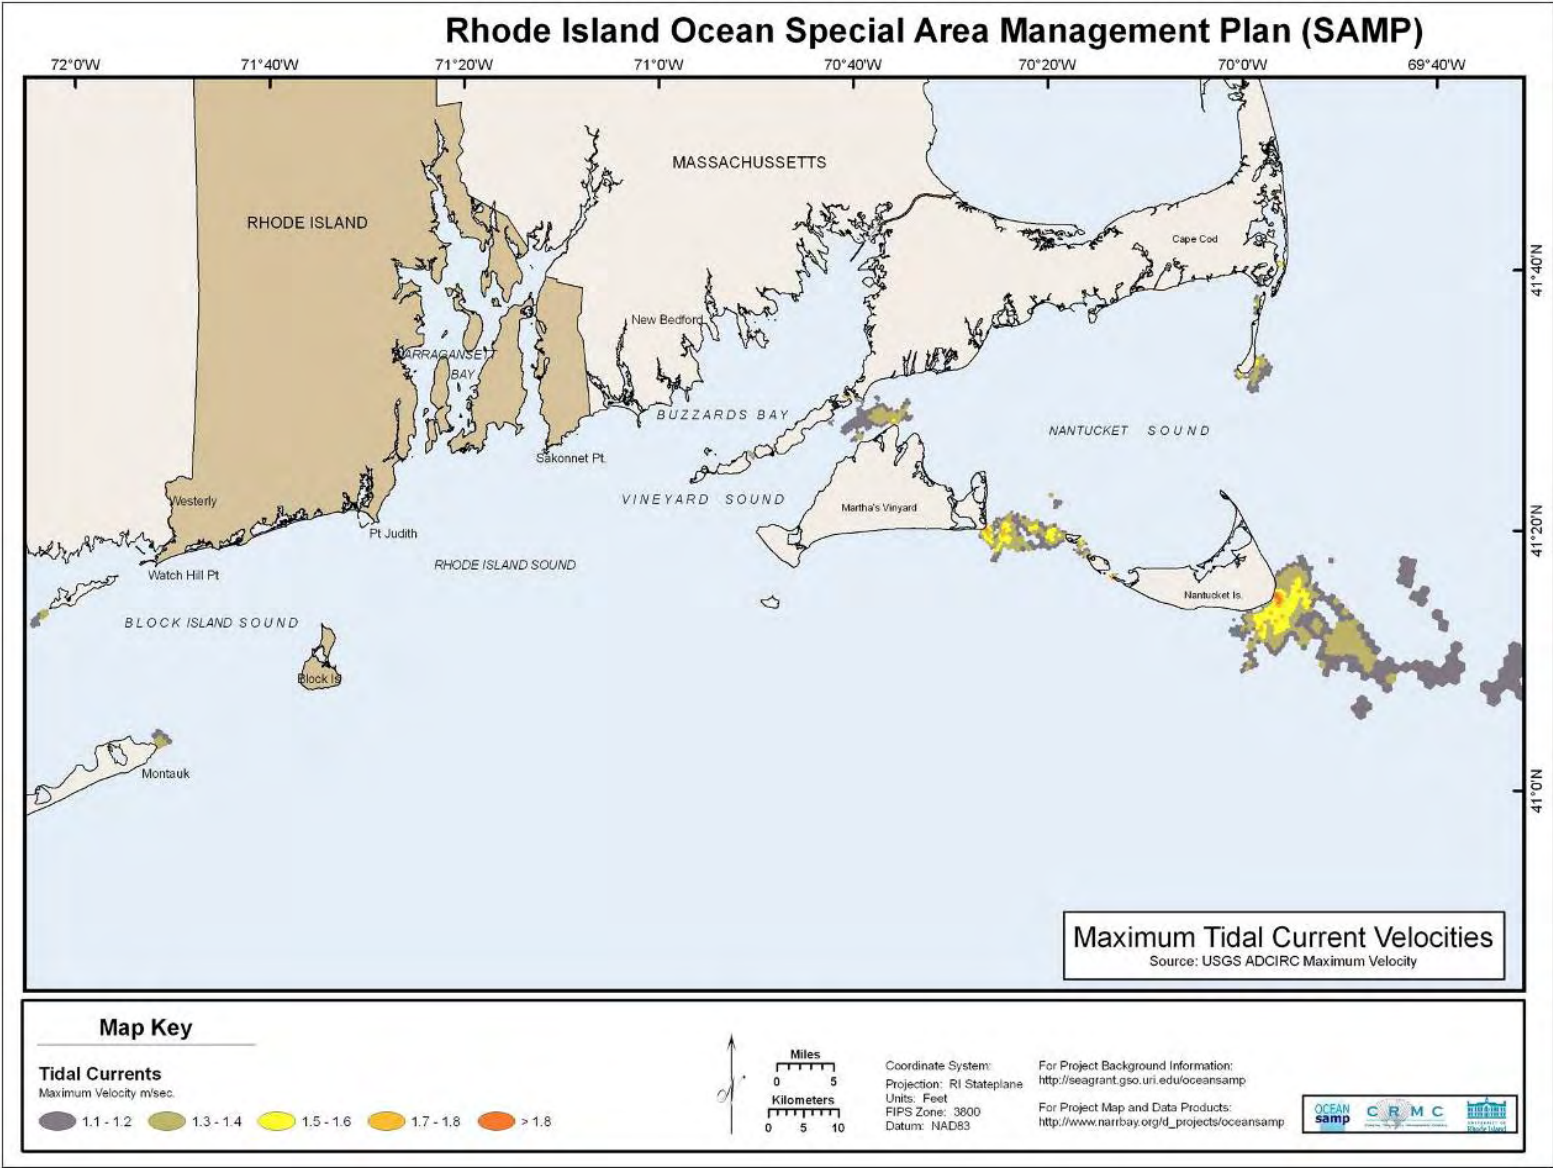 Rhode Island Ocean Special Area Management Plan (SAMP)
72°0'W 71°40'W 71°20'W 71°0'W 70°40'W 70°20'W 70°0'W 69°40'W
MASSACHUSSETTS
RHODE ISLAND
Cape Cod
41°40'N
New Bedford
NARRAGANSETT
BAY
BUZZARDS BAY
NANTUCKET SOUND
Sakonnet Pt.
VINEYARD SOUND
Westerly
Martha's Vinyard
41°20'N
Pt Judith
RHODE ISLAND SOUND
Watch Hill Pt
Nantucket Is.
BLOCK ISLAND SOUND
Block Is
Montauk
41°0'N
Maximum Tidal Current Velocities
Source: USGS ADCIRC Maximum Velocity
Map Key
Tidal Currents
Maximum Velocity m/sec.
1.1 - 1.2 1.3 - 1.4 1.5 - 1.6 1.7 - 1.8 > 1.8
Miles
0 5
Kilometers
0 5 10
Coordinate System:
Projection: RI Stateplane
Units: Feet
FIPS Zone: 3800
Datum: NAD83
For Project Background Information:
http://seagrant.gso.uri.edu/oceansamp
For Project Map and Data Products:
http://www.narrbay.org/d_projects/oceansamp
OCEAN
samp
CRMC
Rhode Island